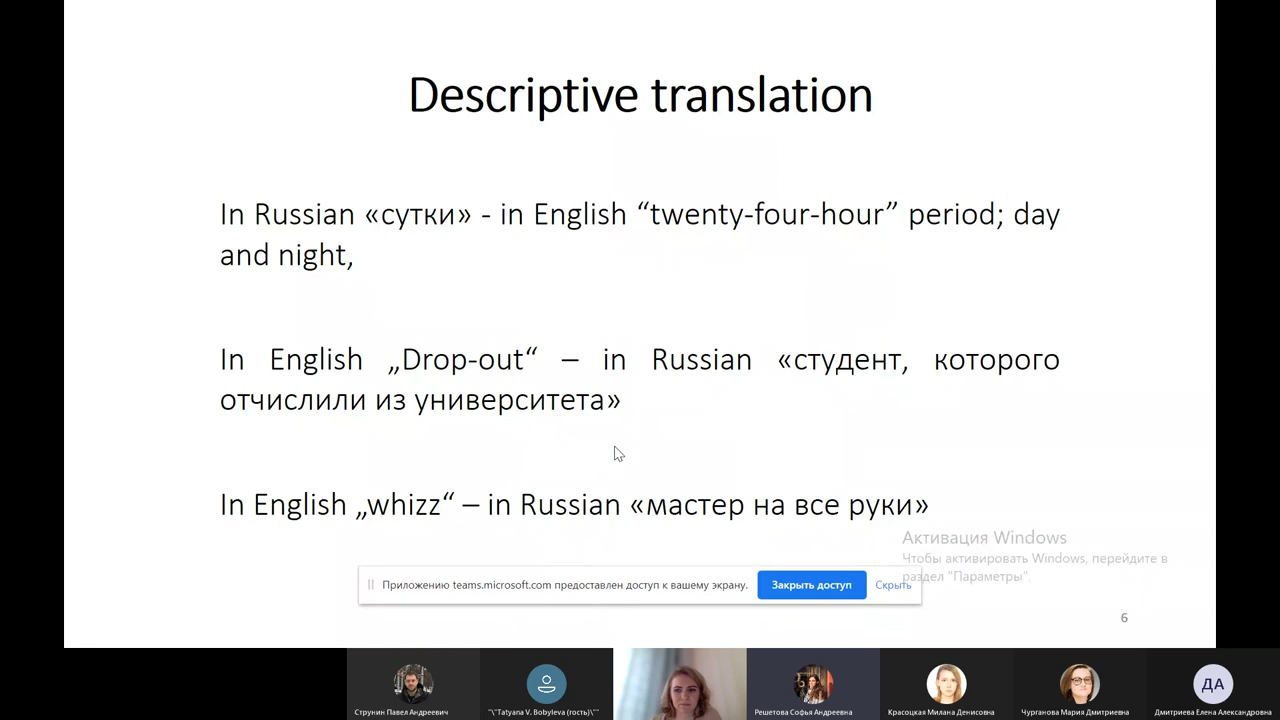 Descriptive translation
In Russian «сутки» - in English “twenty-four-hour” period; day
and night,
In English „Drop-out“ – in Russian «студент, которого
отчислили из университета»
In English „whizz“ – in Russian «мастер на все руки»
Активация Windows
Чтобы активировать Windows, перейдите в
раздел "Параметры".
Приложению teams.microsoft.com предоставлен доступ к вашему экрану.
Закрыть доступ
Скрыть
6
ДА
Струнин Павел Андреевич
"\"Tatyana V. Bobyleva (гость)\""
Решетова Софья Андреевна
Красоцкая Милана Денисовна
Чурганова Мария Дмитриевна
Дмитриева Елена Александровна